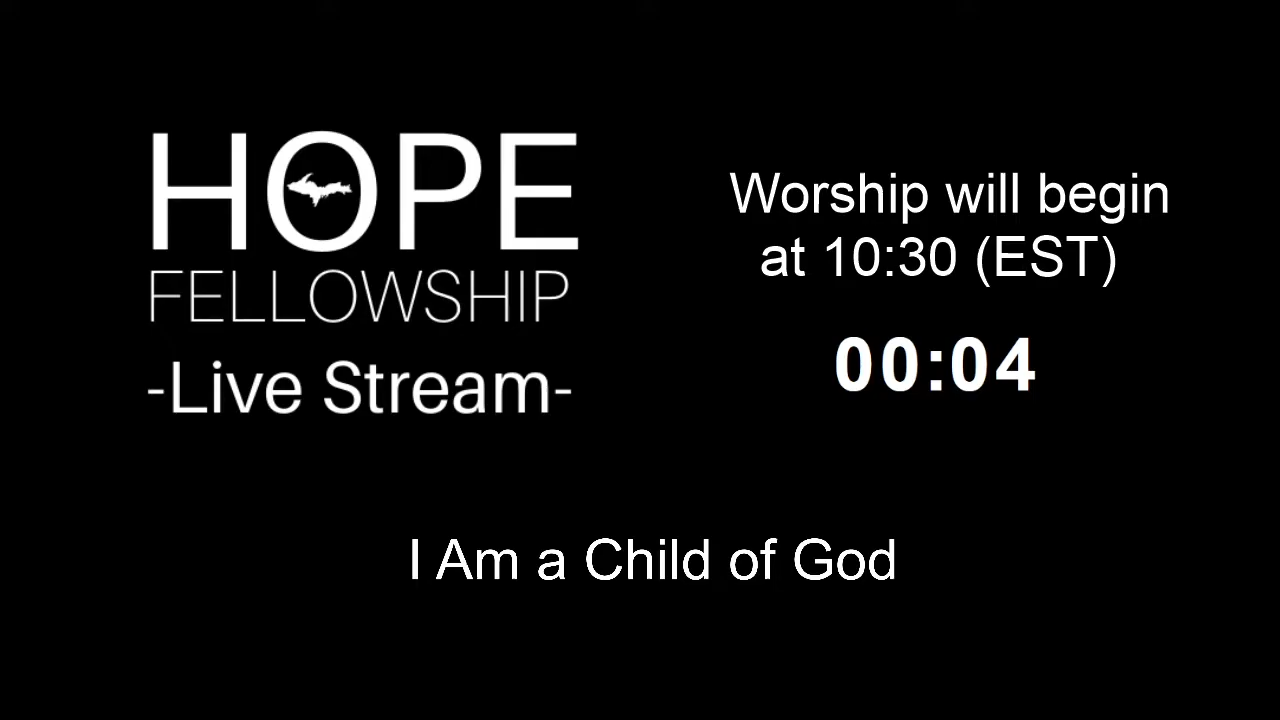 HOPE
FELLOWSHIP
-Live Stream-
Worship will begin
at 10:30 (EST)
00:04
I Am a Child of God